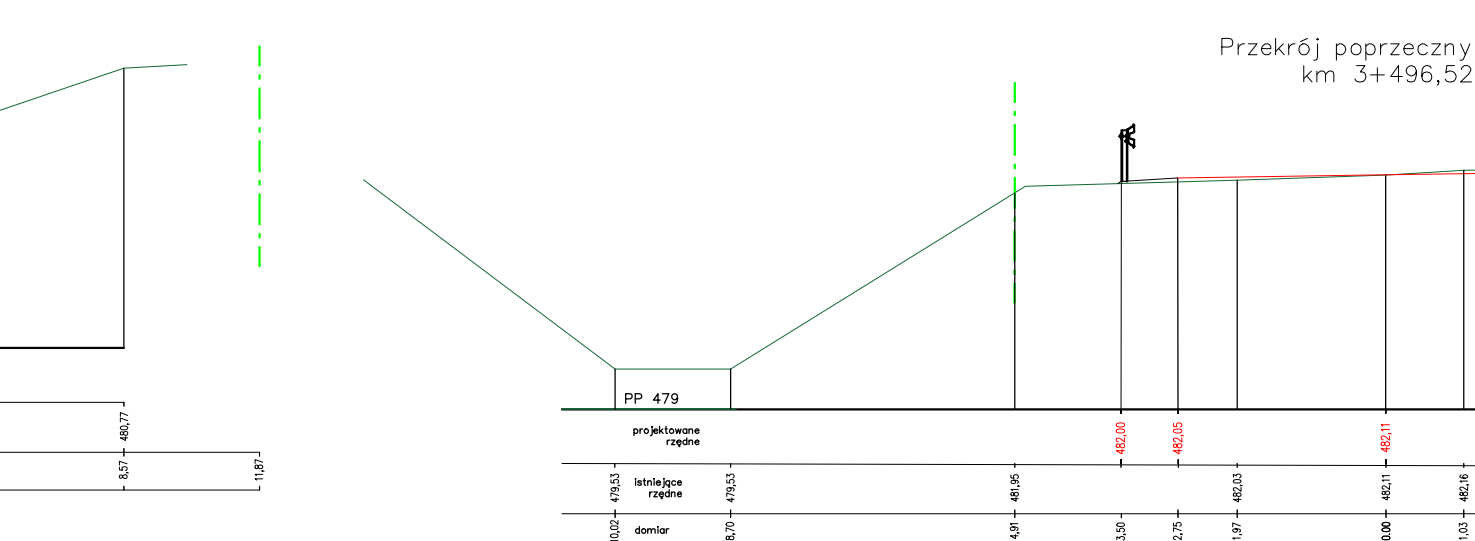 Przekrój poprzeczny
km 3+496,52
480,77
8,57
11,87
PP 479
projektowane
rzędne
482,00
482,05
482,11
istniejące
rzędne
479,53
479,53
481,95
482,03
482,11
482,16
domiar
10,02
8,70
4,91
3,50
2,75
1,97
0.00
1,03